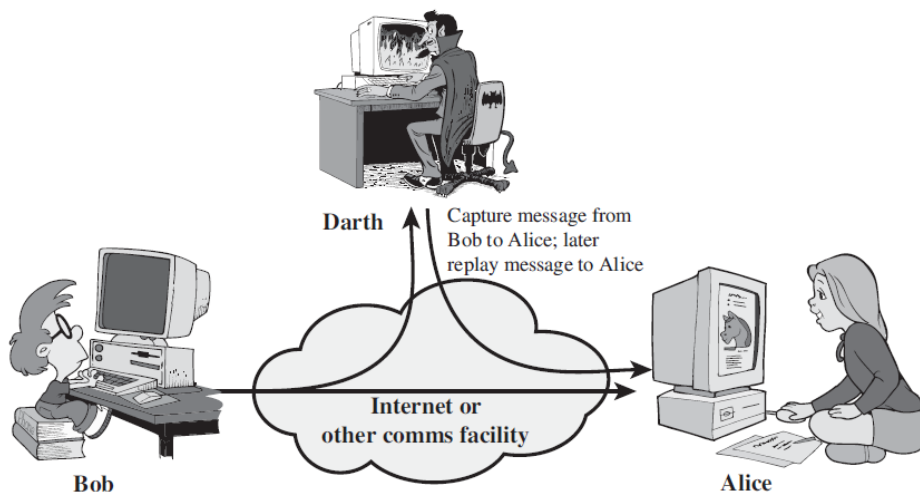 Darth
Capture message from
Bob to Alice; later
replay message to Alice
Internet or
other comms facility
Bob
Alice